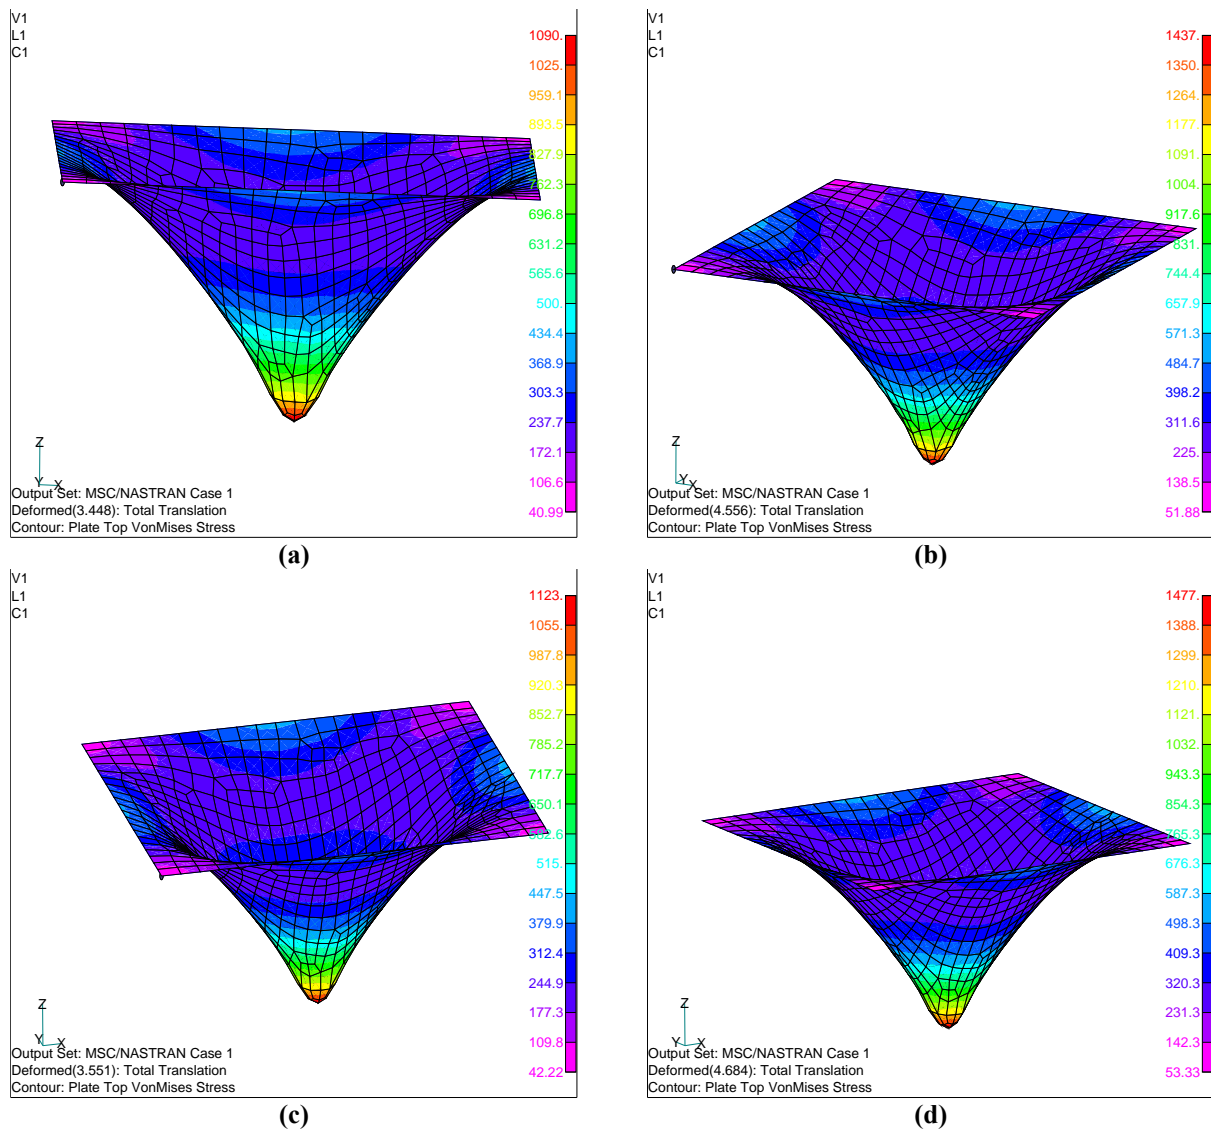 V1
L1
C1
1090.
1025.
959.1
893.5
827.9
762.3
696.8
631.2
565.6
500.
434.4
368.9
303.3
237.7
172.1
106.6
40.99
Z
Y X
Output Set: MSC/NASTRAN Case 1
Deformed(3.448): Total Translation
Contour: Plate Top VonMises Stress
(a)
V1
L1
C1
1437.
1350.
1264.
1177.
1091.
1004.
917.6
831.
744.4
657.9
571.3
484.7
398.2
311.6
225.
138.5
51.88
Z
Y X
Output Set: MSC/NASTRAN Case 1
Deformed(4.556): Total Translation
Contour: Plate Top VonMises Stress
(b)
V1
L1
C1
1123.
1055.
987.8
920.3
852.7
785.2
717.7
650.1
582.6
515.
447.5
379.9
312.4
244.9
177.3
109.8
42.22
Z
Y X
Output Set: MSC/NASTRAN Case 1
Deformed(3.551): Total Translation
Contour: Plate Top VonMises Stress
(c)
V1
L1
C1
1477.
1388.
1299.
1210.
1121.
1032.
943.3
854.3
765.3
676.3
587.3
498.3
409.3
320.3
231.3
142.3
53.33
Z
Y X
Output Set: MSC/NASTRAN Case 1
Deformed(4.684): Total Translation
Contour: Plate Top VonMises Stress
(d)